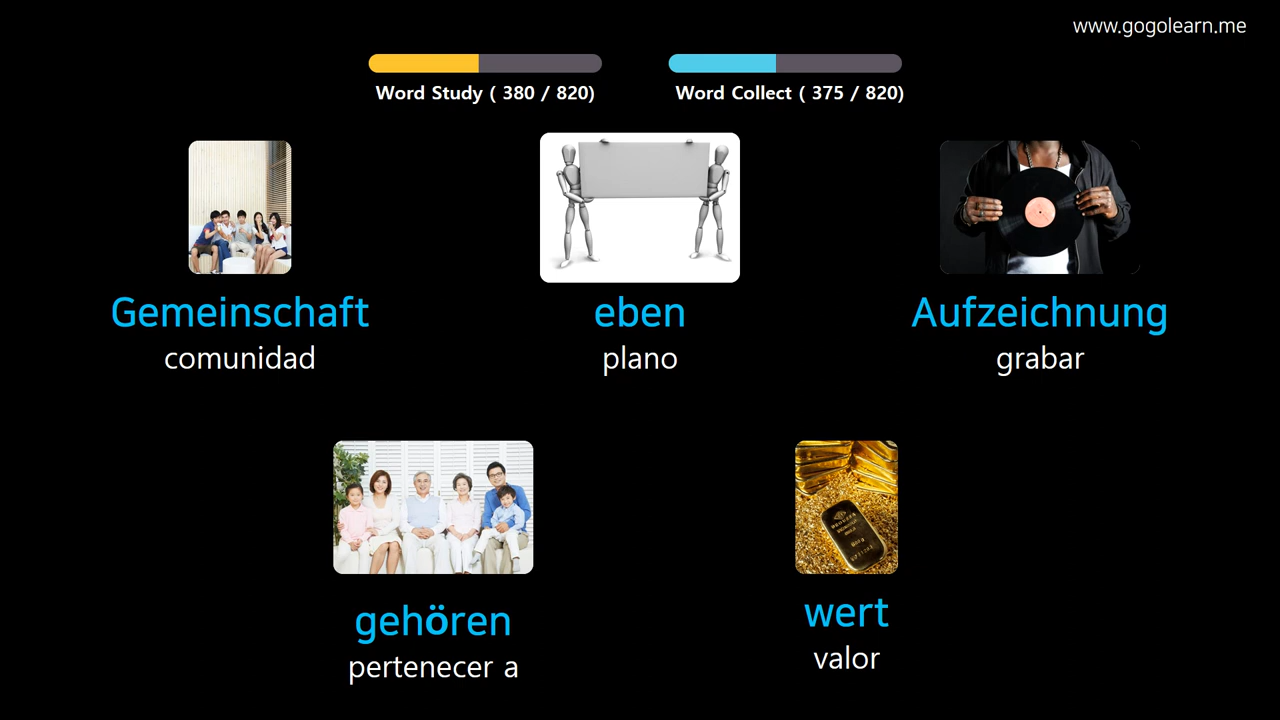 www.gogolearn.me
Word Study ( 380 / 820)
Word Collect ( 375 / 820)
Gemeinschaft
comunidad
eben
plano
Aufzeichnung
grabar
gehören
pertenecer a
wert
valor